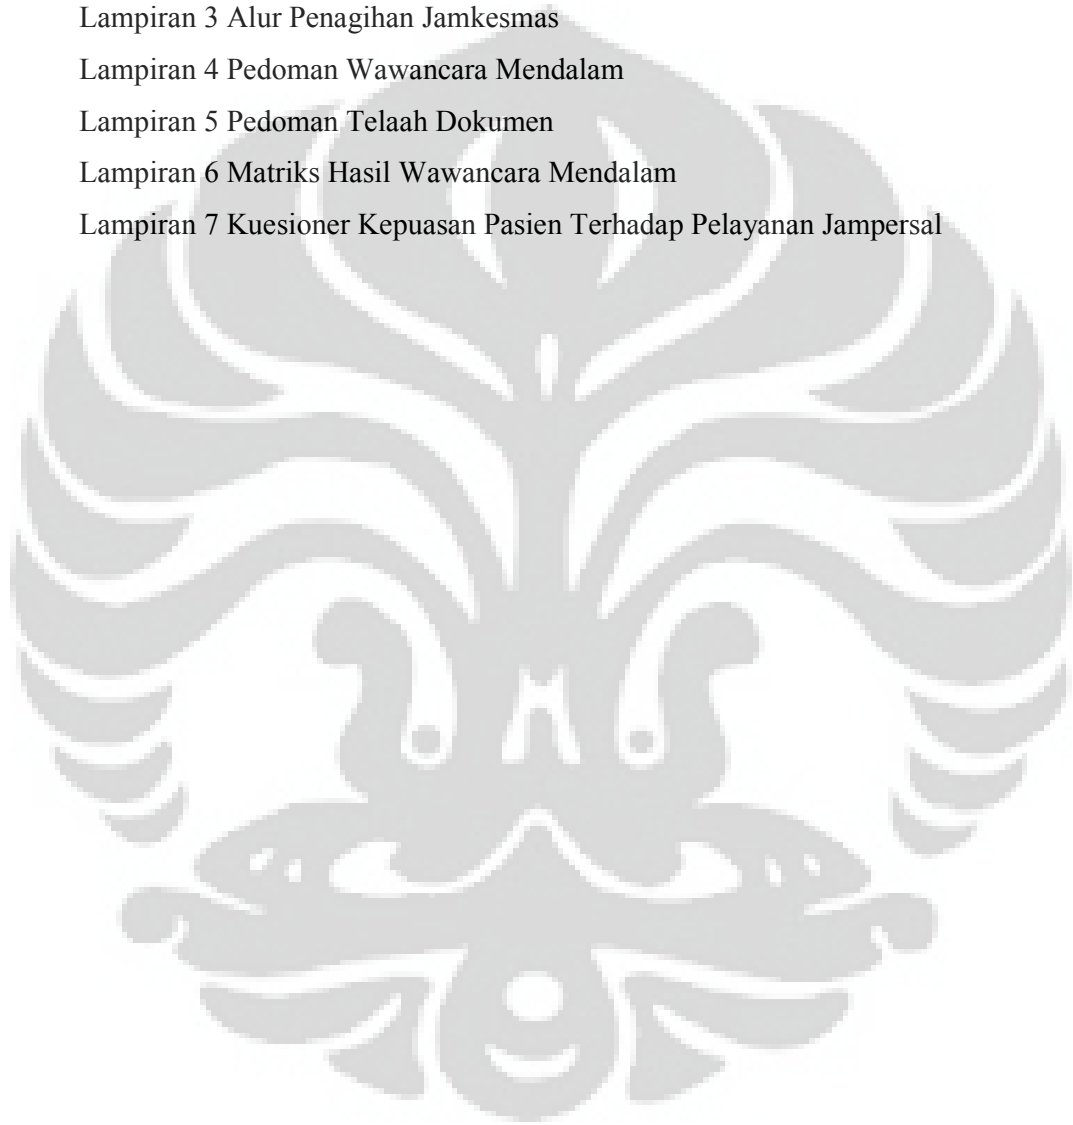 Lampiran 3 Alur Penagihan Jamkesmas
Lampiran 4 Pedoman Wawancara Mendalam
Lampiran 5 Pedoman Telaah Dokumen
Lampiran 6 Matriks Hasil Wawancara Mendalam
Lampiran 7 Kuesioner Kepuasan Pasien Terhadap Pelayanan Jampersal